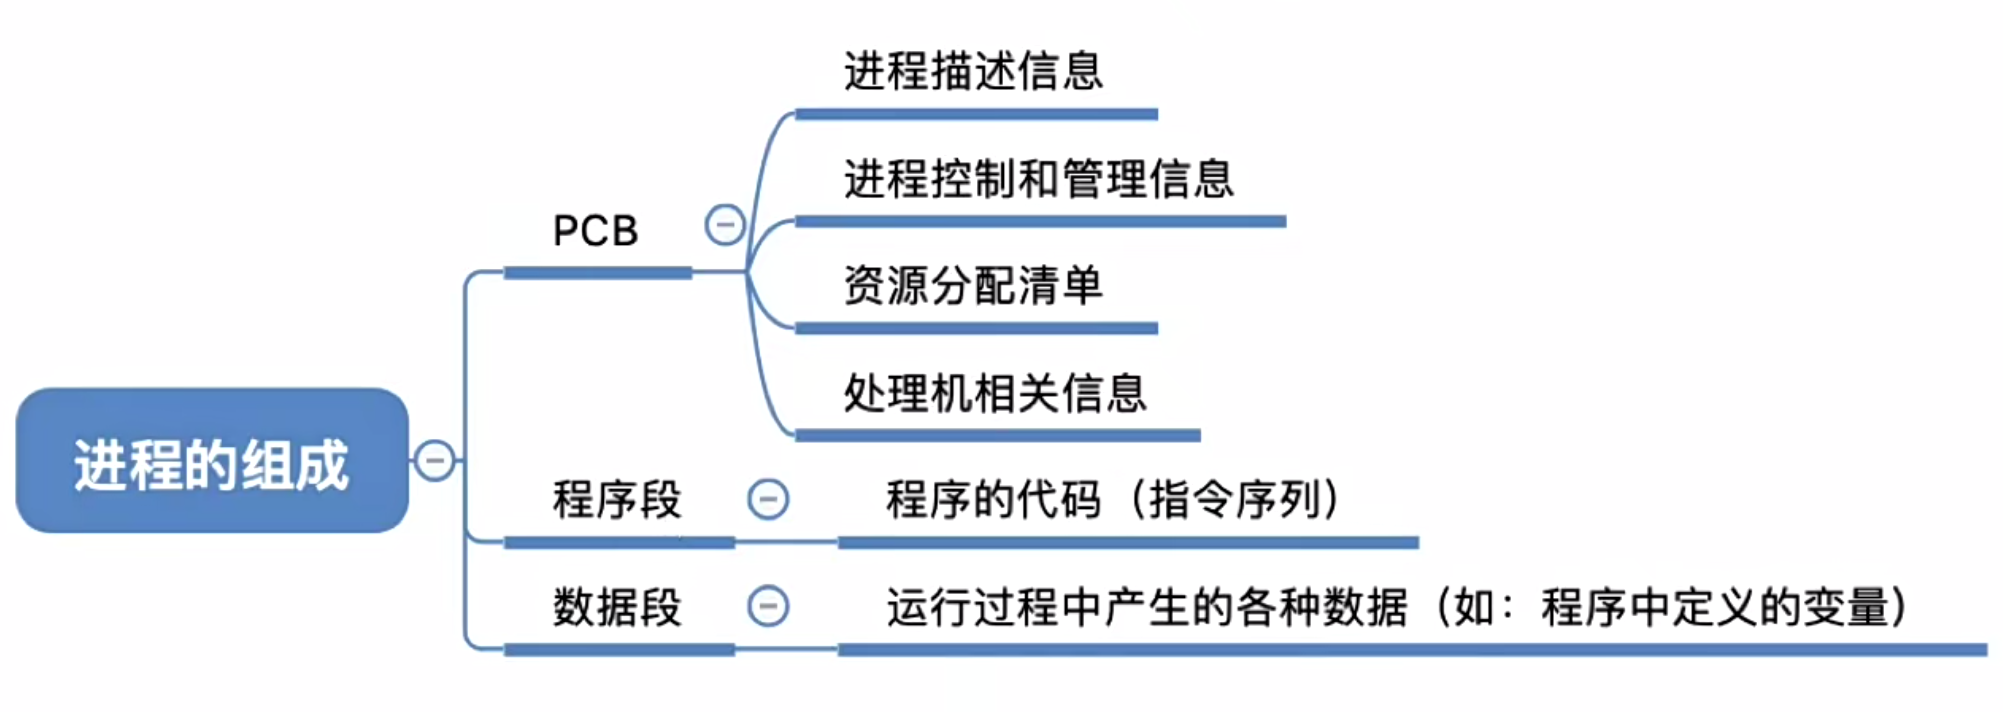 进程描述信息
进程控制和管理信息
PCB
资源分配清单
处理机相关信息
进程的组成
程序段
程序的代码（指令序列）
数据段
运行过程中产生的各种数据（如：程序中定义的变量）